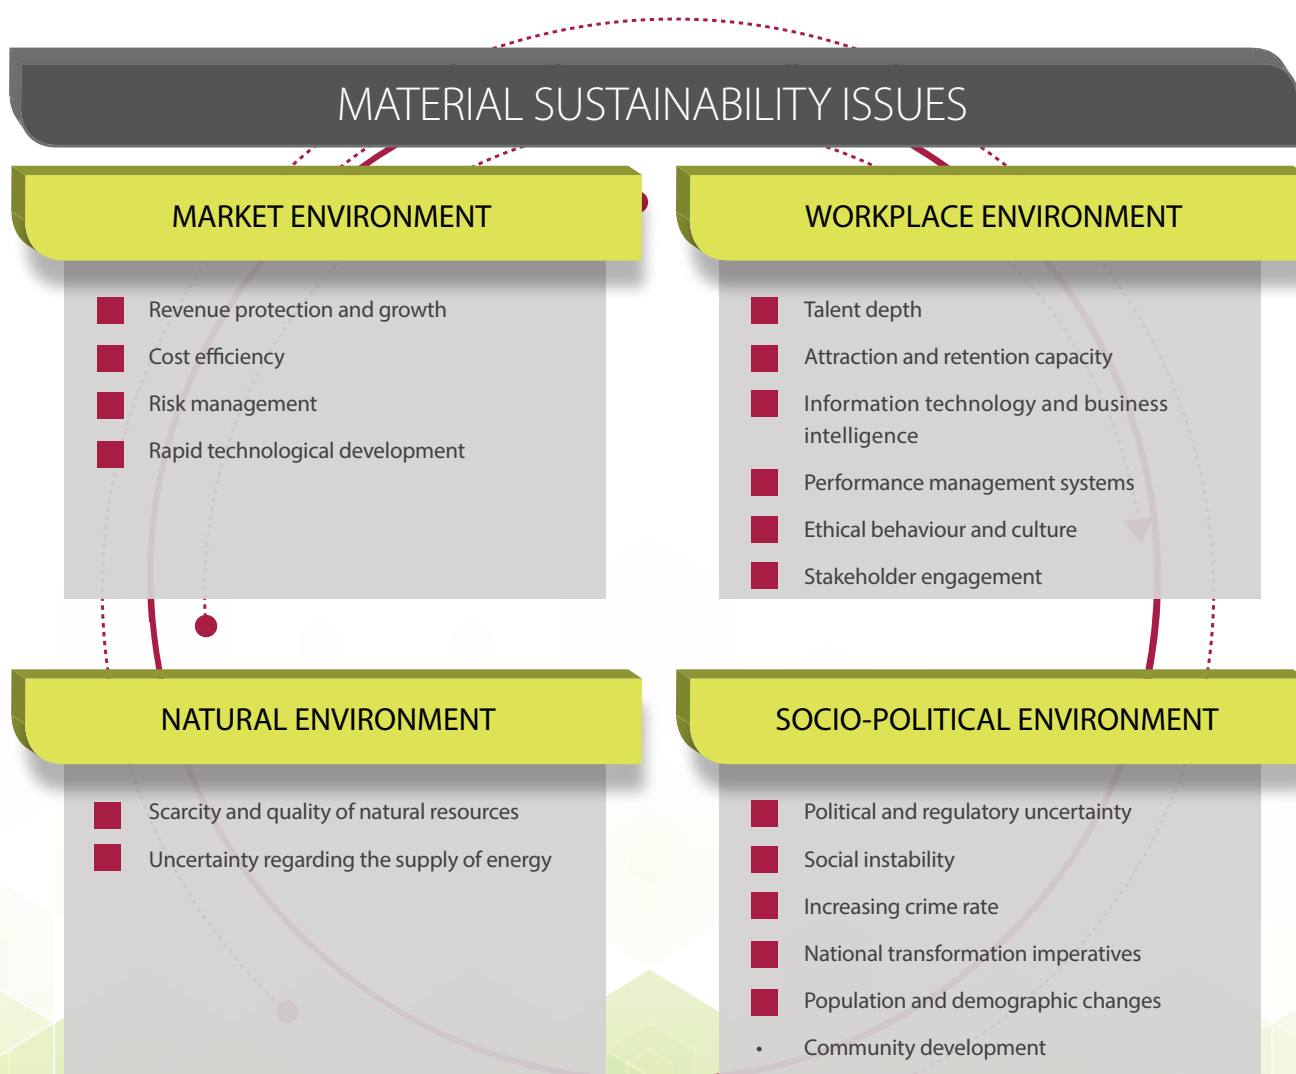 MATERIAL SUSTAINABILITY ISSUES
MARKET ENVIRONMENT
Revenue protection and growth
Cost efficiency
Risk management
Rapid technological development
WORKPLACE ENVIRONMENT
Talent depth
Attraction and retention capacity
Information technology and business
intelligence
Performance management systems
Ethical behaviour and culture
Stakeholder engagement
NATURAL ENVIRONMENT
Scarcity and quality of natural resources
Uncertainty regarding the supply of energy
SOCIO-POLITICAL ENVIRONMENT
Political and regulatory uncertainty
Social instability
Increasing crime rate
National transformation imperatives
Population and demographic changes
• Community development